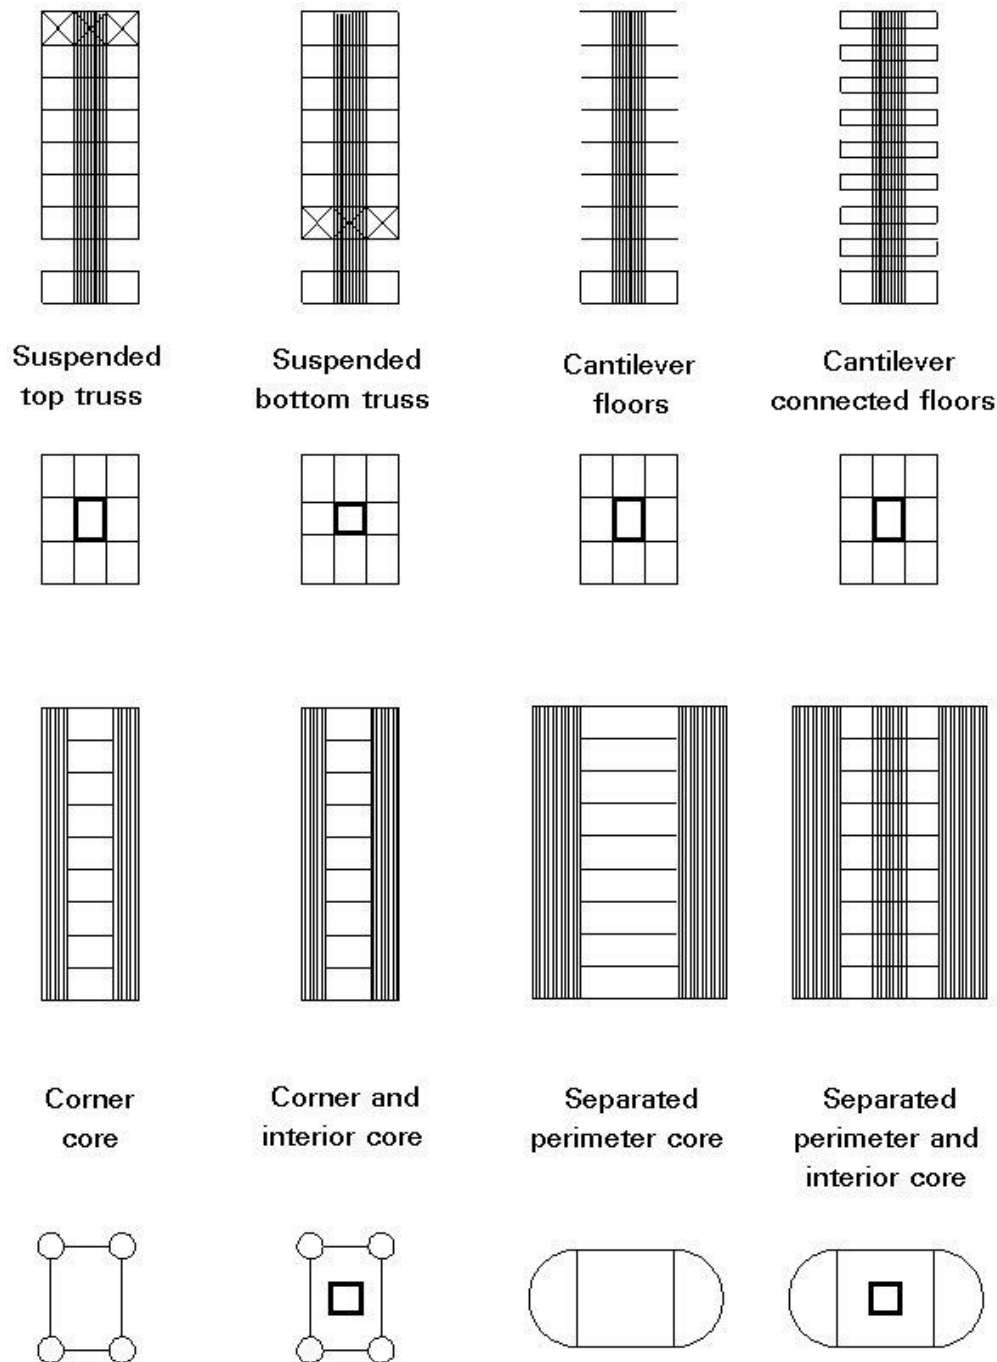 Suspended
top truss
Suspended
bottom truss
Cantilever
floors
Cantilever
connected floors
Corner
core
Corner and
interior core
Separated
perimeter core
Separated
perimeter and
interior core